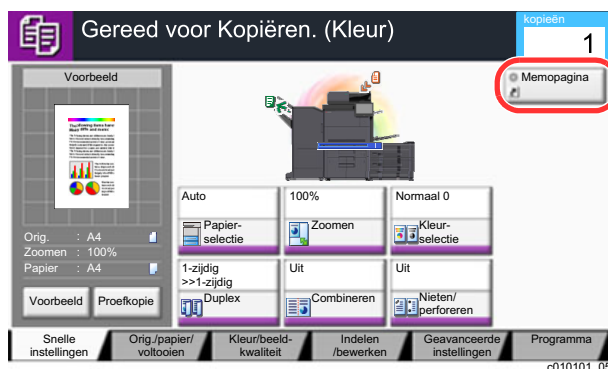 Gereed voor Kopiëren. (Kleur)
kopieën
1
Memopagina
Voorbeeld
Orig. : A4
Zoomen : 100%
Papier : A4
Voorbeeld
Proefkopie
Auto
Papier-
selectie
100%
Zoomen
Normaal 0
Kleur-
selectie
1-zijdig
>>1-zijdig
Duplex
Uit
Combineren
Uit
Nieten/
perforeren
Snelle
instellingen
Orig./papier/
voltooien
Kleur/beeld-
kwaliteit
Indelen
/bewerken
Geavanceerde
instellingen
Programma
c010101_05